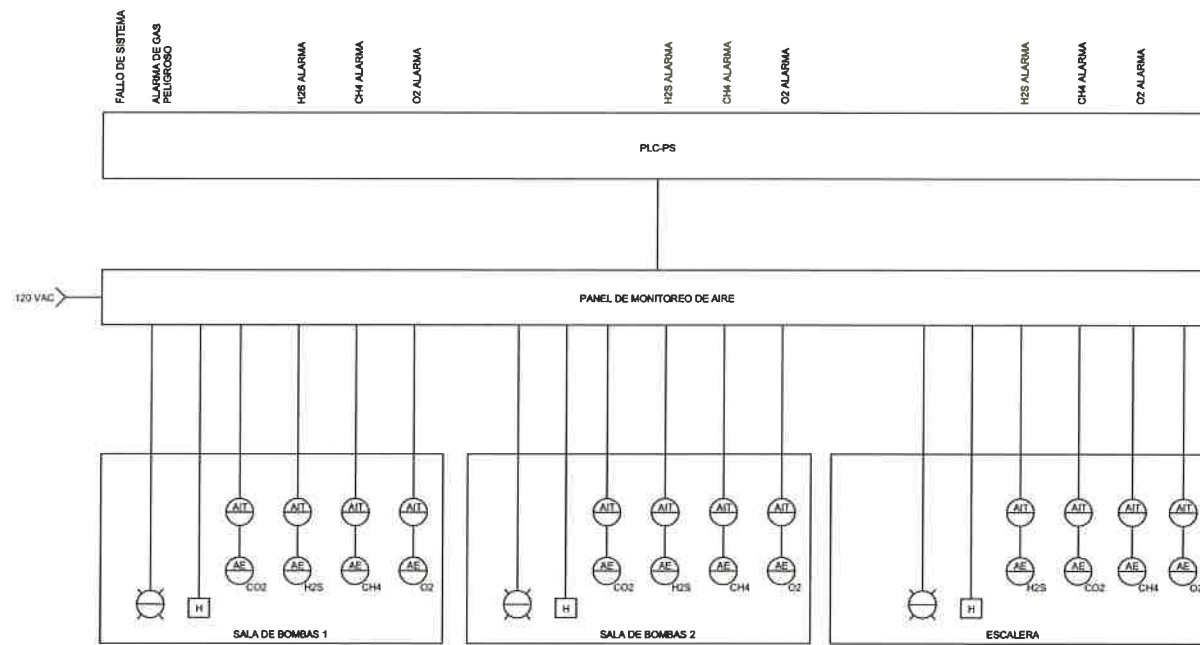 FALLO DE SISTEMA
ALARMA DE GAS
PELIGROSO
H2S ALARMA
CH4 ALARMA
O2 ALARMA
H2S ALARMA
CH4 ALARMA
O2 ALARMA
H2S ALARMA
CH4 ALARMA
O2 ALARMA
PLC-PS
120 VAC
PANEL DE MONITOREO DE AIRE
AIT AIT AIT AIT
AE CO2 AE H2S AE CH4 AE O2
H
SALA DE BOMBAS 1
AIT AIT AIT AIT
AE CO2 AE H2S AE CH4 AE O2
H
SALA DE BOMBAS 2
AIT AIT AIT AIT
AE H2S AE CO2 AE CH4 AE O2
H
ESCALERA